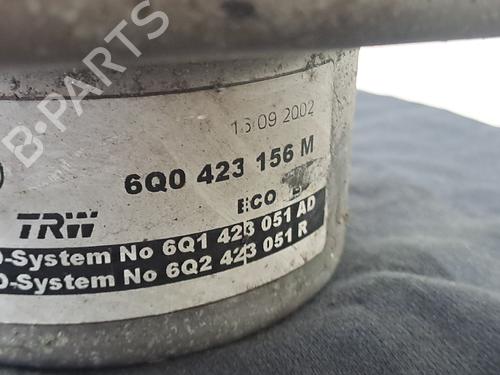 B-PARTS
16 09 2002
6Q0 423 156 M
ECO
TRW
-System No 6Q1 423 051 AD
-System No 6Q2 423 051 R